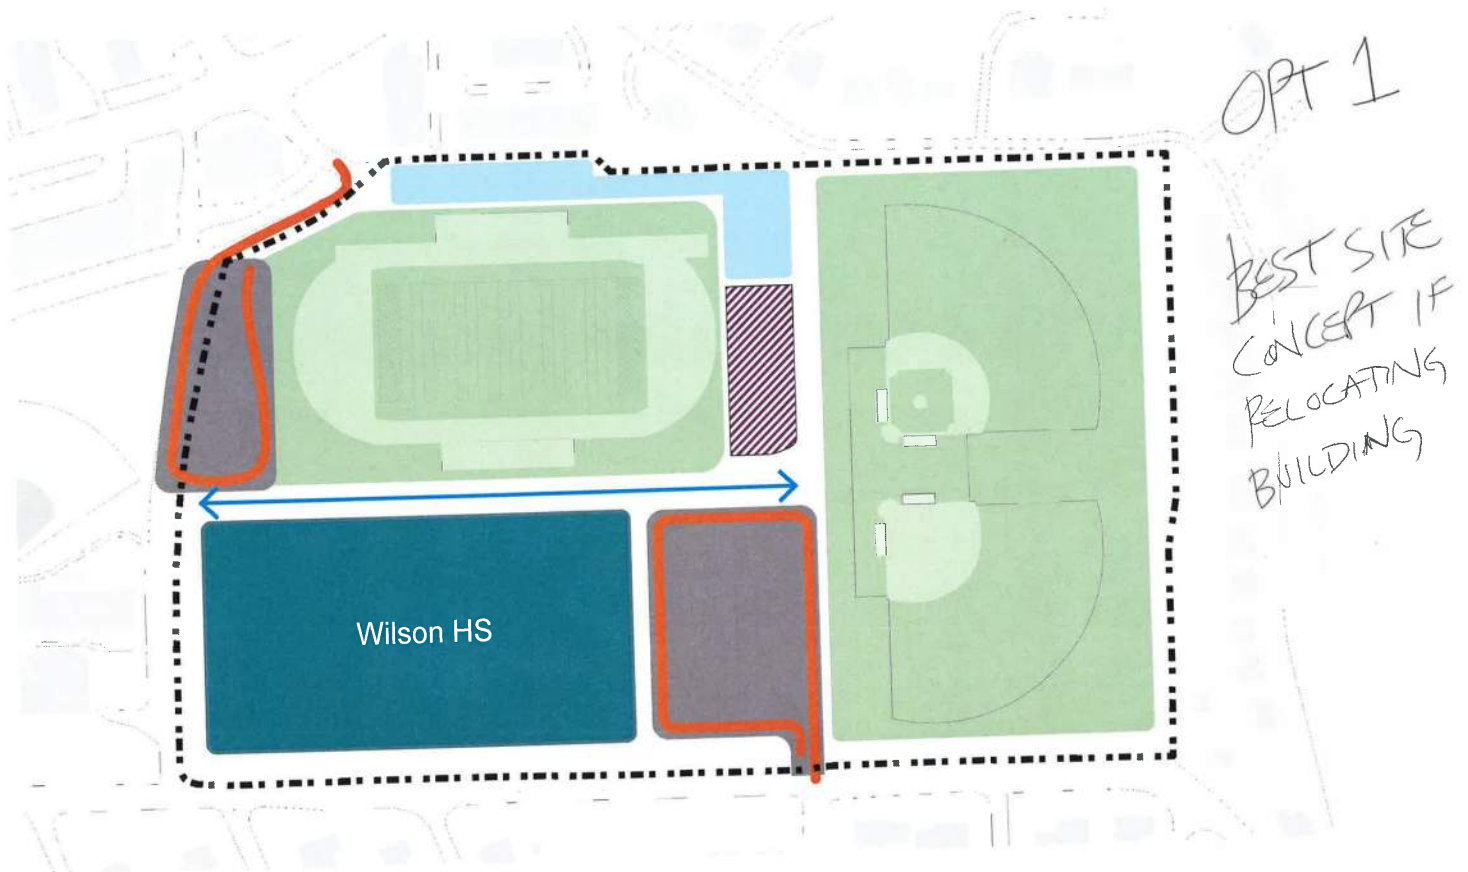 OPT 1
BEST SITE
CONCEPT IF
RELOCATING
BUILDING
Wilson HS